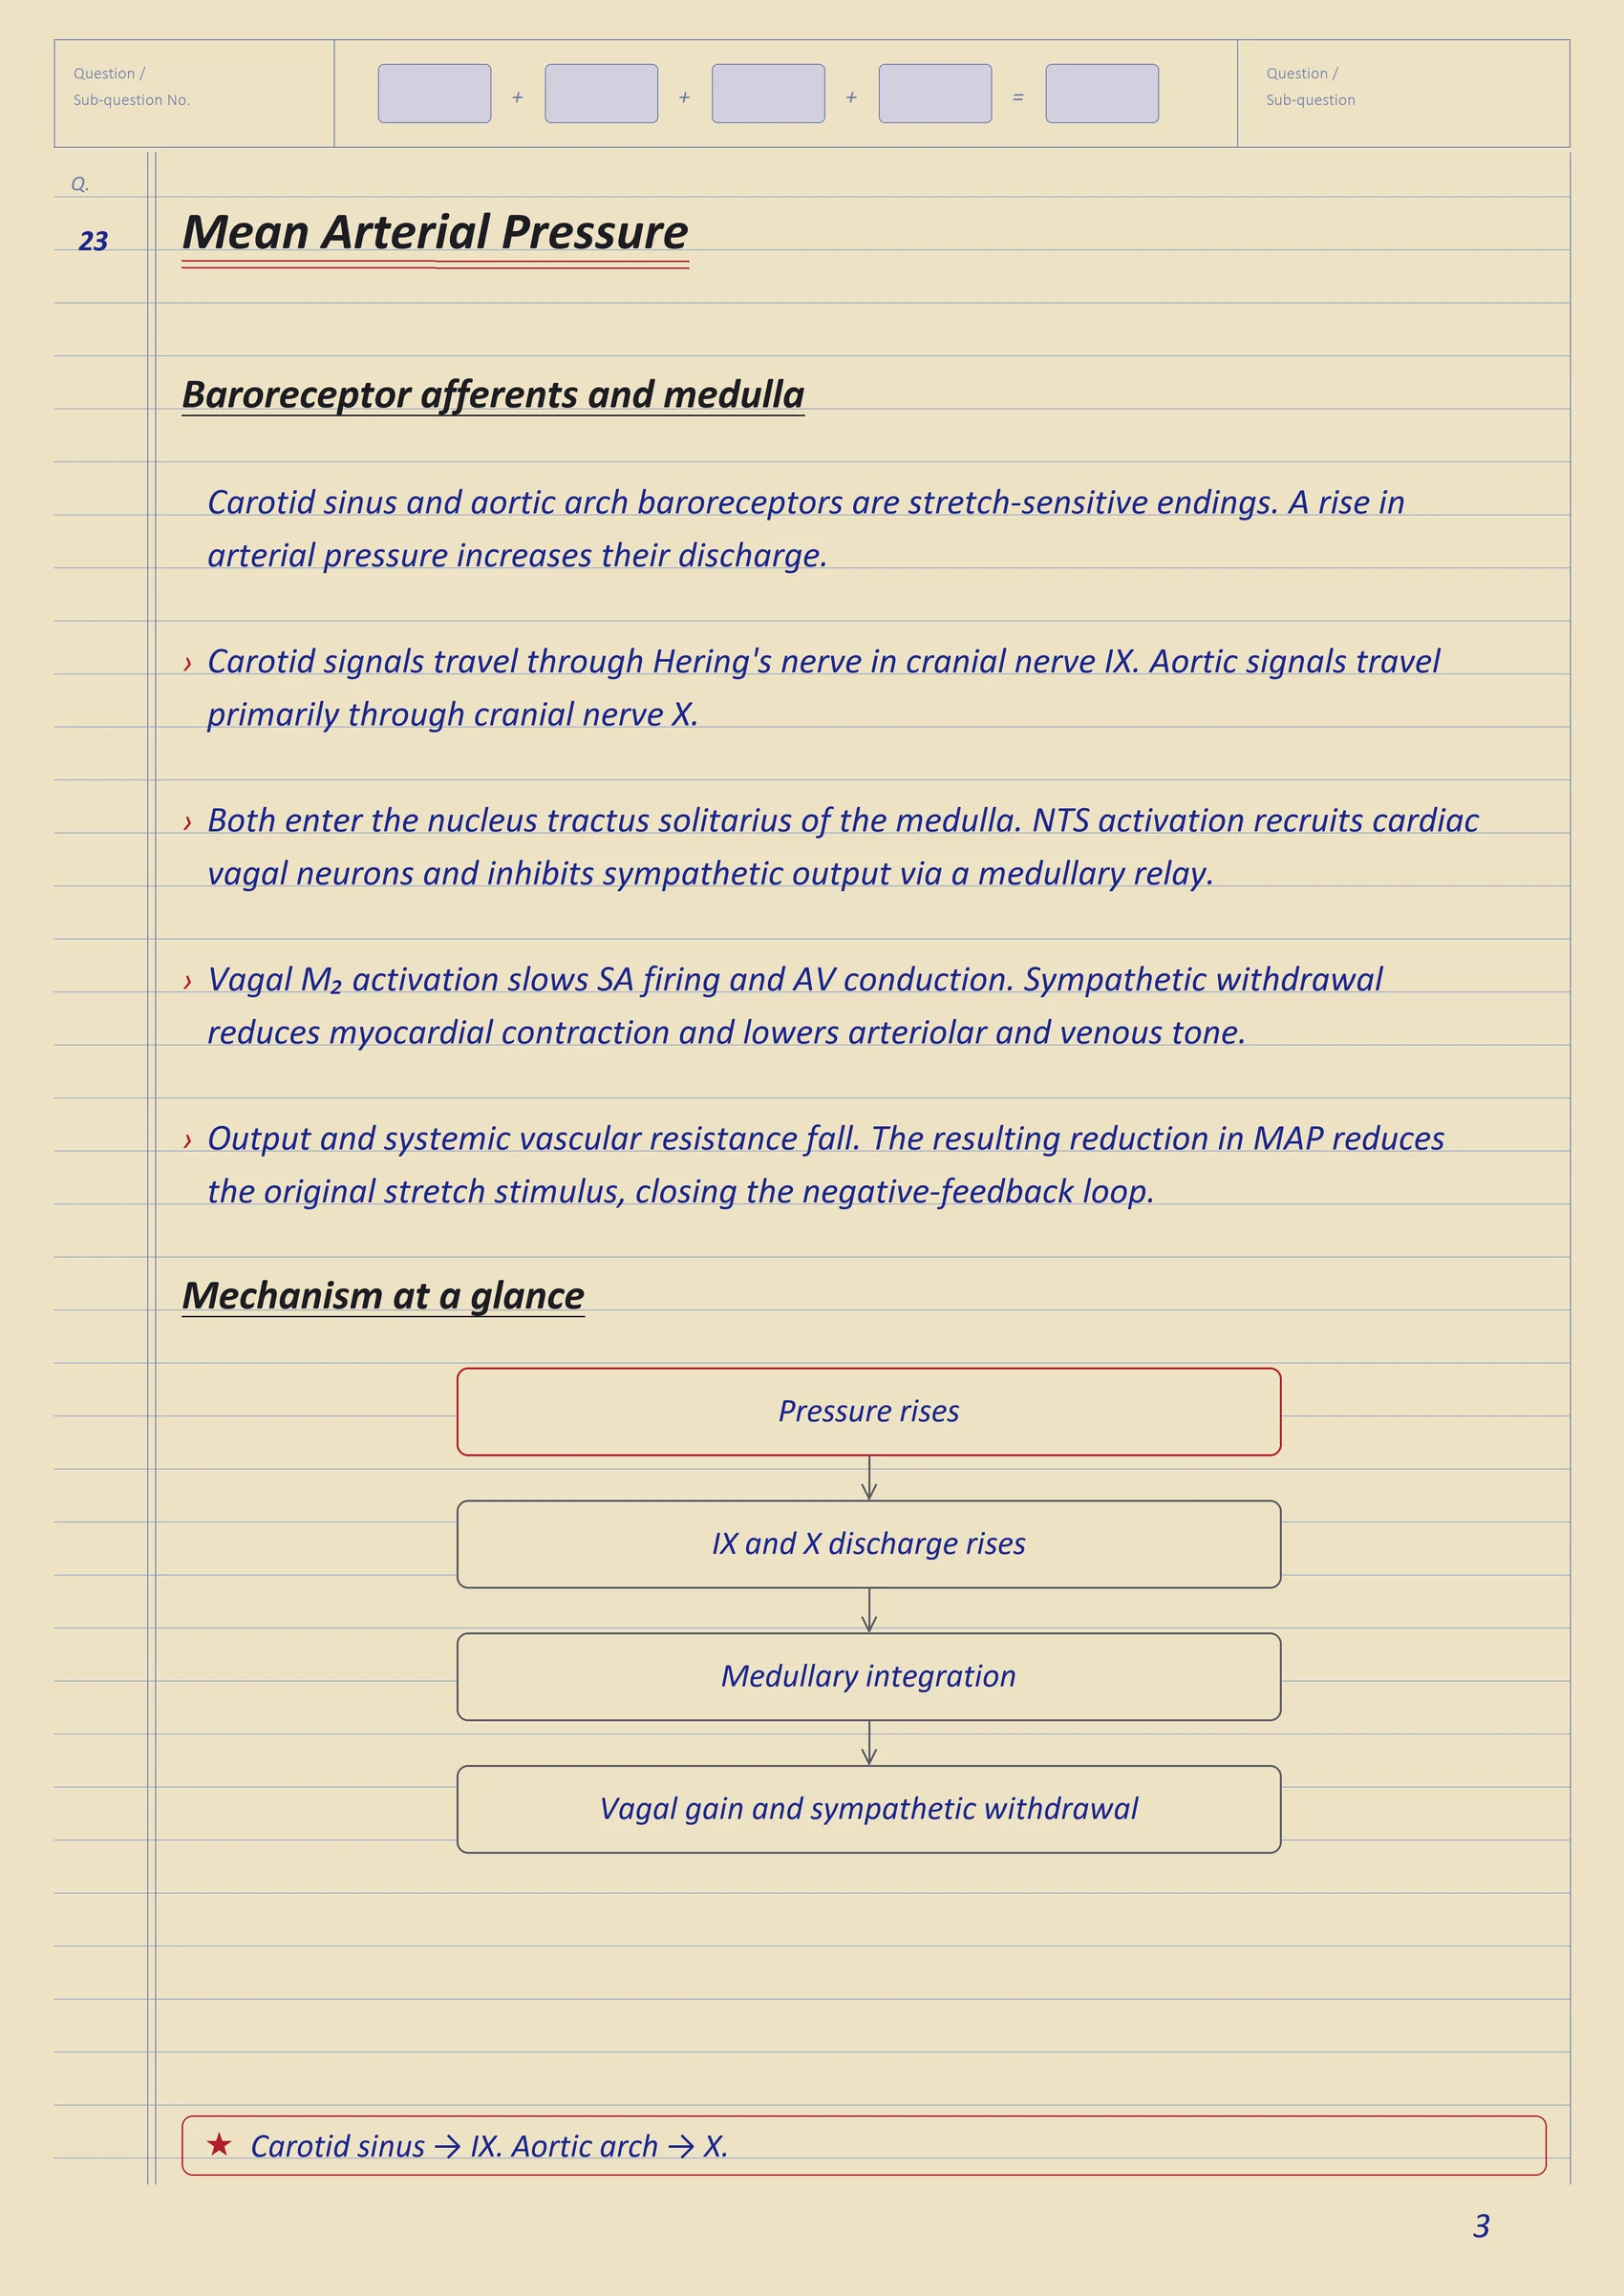 Question /
Sub-question No.
+ + + =
Question /
Sub-question
Q.
23
Mean Arterial Pressure
Baroreceptor afferents and medulla
Carotid sinus and aortic arch baroreceptors are stretch-sensitive endings. A rise in
arterial pressure increases their discharge.
› Carotid signals travel through Hering's nerve in cranial nerve IX. Aortic signals travel
primarily through cranial nerve X.
› Both enter the nucleus tractus solitarius of the medulla. NTS activation recruits cardiac
vagal neurons and inhibits sympathetic output via a medullary relay.
› Vagal M₂ activation slows SA firing and AV conduction. Sympathetic withdrawal
reduces myocardial contraction and lowers arteriolar and venous tone.
› Output and systemic vascular resistance fall. The resulting reduction in MAP reduces
the original stretch stimulus, closing the negative-feedback loop.
Mechanism at a glance
Pressure rises
IX and X discharge rises
Medullary integration
Vagal gain and sympathetic withdrawal
★ Carotid sinus → IX. Aortic arch → X.
3